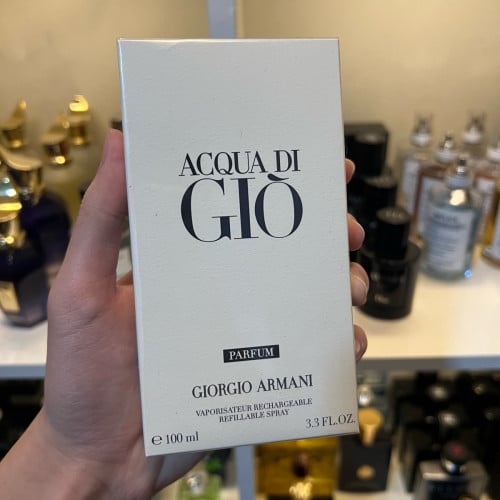 ACQUA DI
GIÒ
PARFUM
GIORGIO ARMANI
VAPORISATEUR RECHARGEABLE
REFILLABLE SPRAY
℮ 100 ml
3.3 FL.OZ.